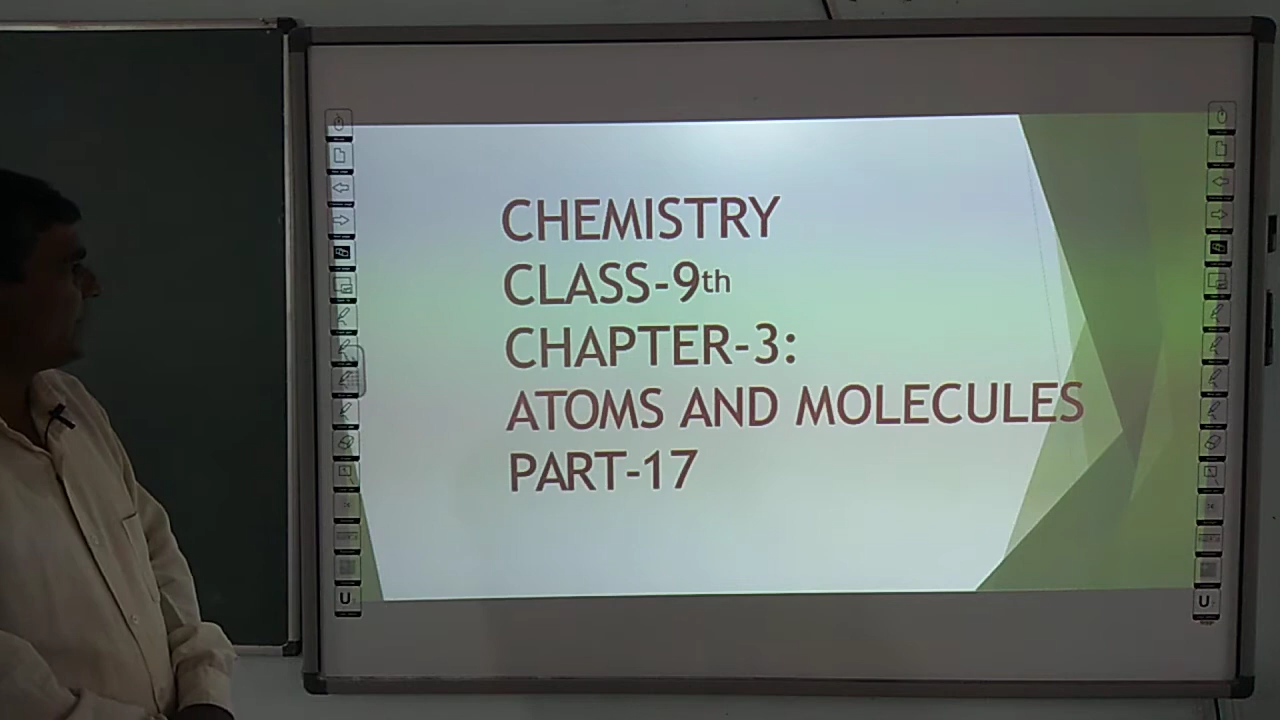 CHEMISTRY
CLASS-9th
CHAPTER-3:
ATOMS AND MOLECULES
PART-17
U
U